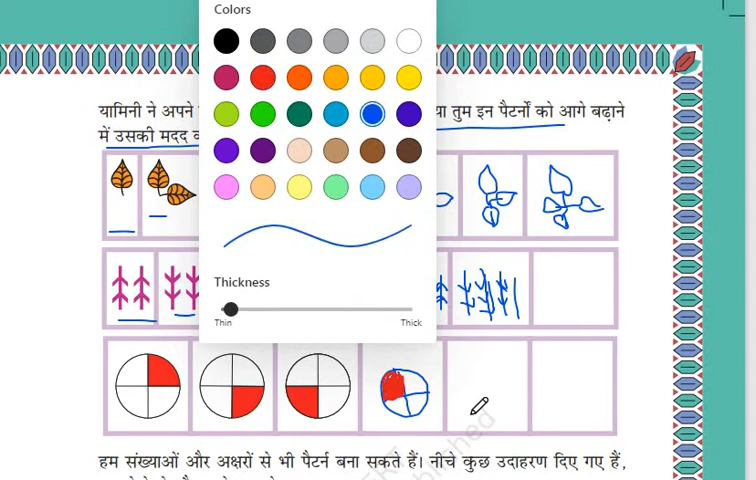 Colors
यामिनी ने अपने
या तुम इन पैटर्नों को आगे बढ़ाने
में उसकी मदद
Thickness
Thin
Thick
हम संख्याओं और अक्षरों से भी पैटर्न बना सकते हैं। नीचे कुछ उदाहरण दिए गए हैं,